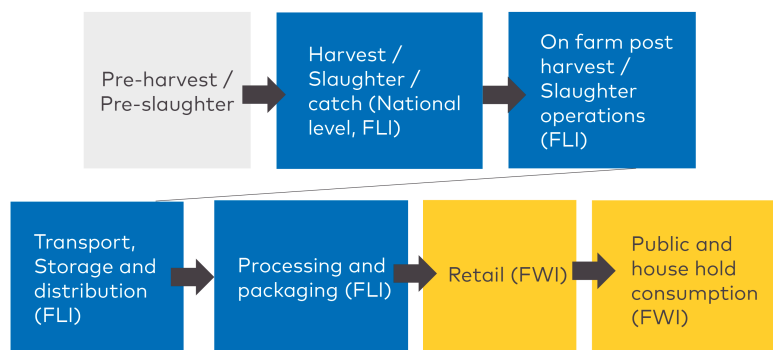 Pre-harvest /
Pre-slaughter
Harvest /
Slaughter /
catch (National
level, FLI)
On farm post
harvest /
Slaughter
operations
(FLI)
Transport,
Storage and
distribution
(FLI)
Processing and
packaging (FLI)
Retail (FWI)
Public and
house hold
consumption
(FWI)